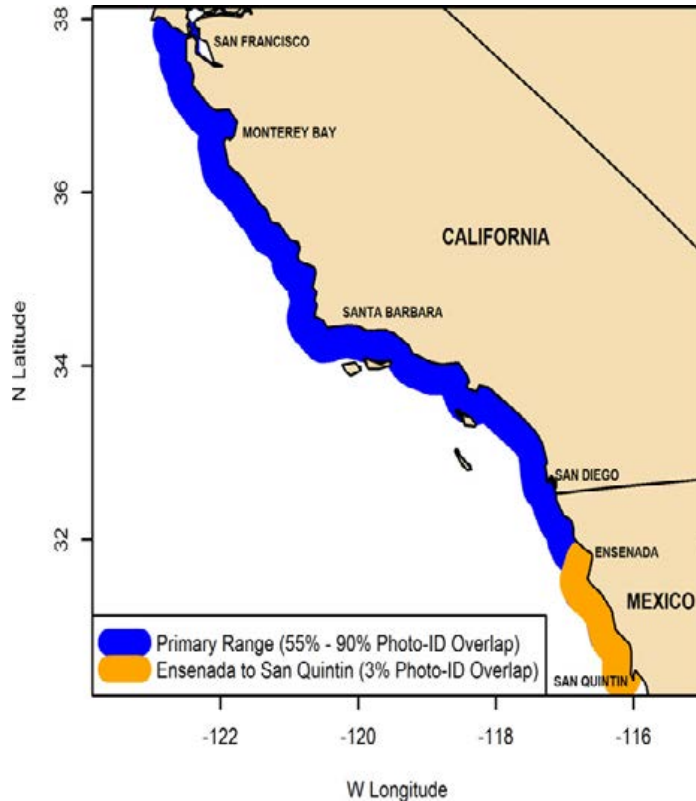 38
SAN FRANCISCO
MONTEREY BAY
36
CALIFORNIA
SANTA BARBARA
N Latitude
34
SAN DIEGO
32
ENSENADA
MEXICO
Primary Range (55% - 90% Photo-ID Overlap)
Ensenada to San Quintin (3% Photo-ID Overlap)
SAN QUINTIN
-122
-120
-118
-116
W Longitude